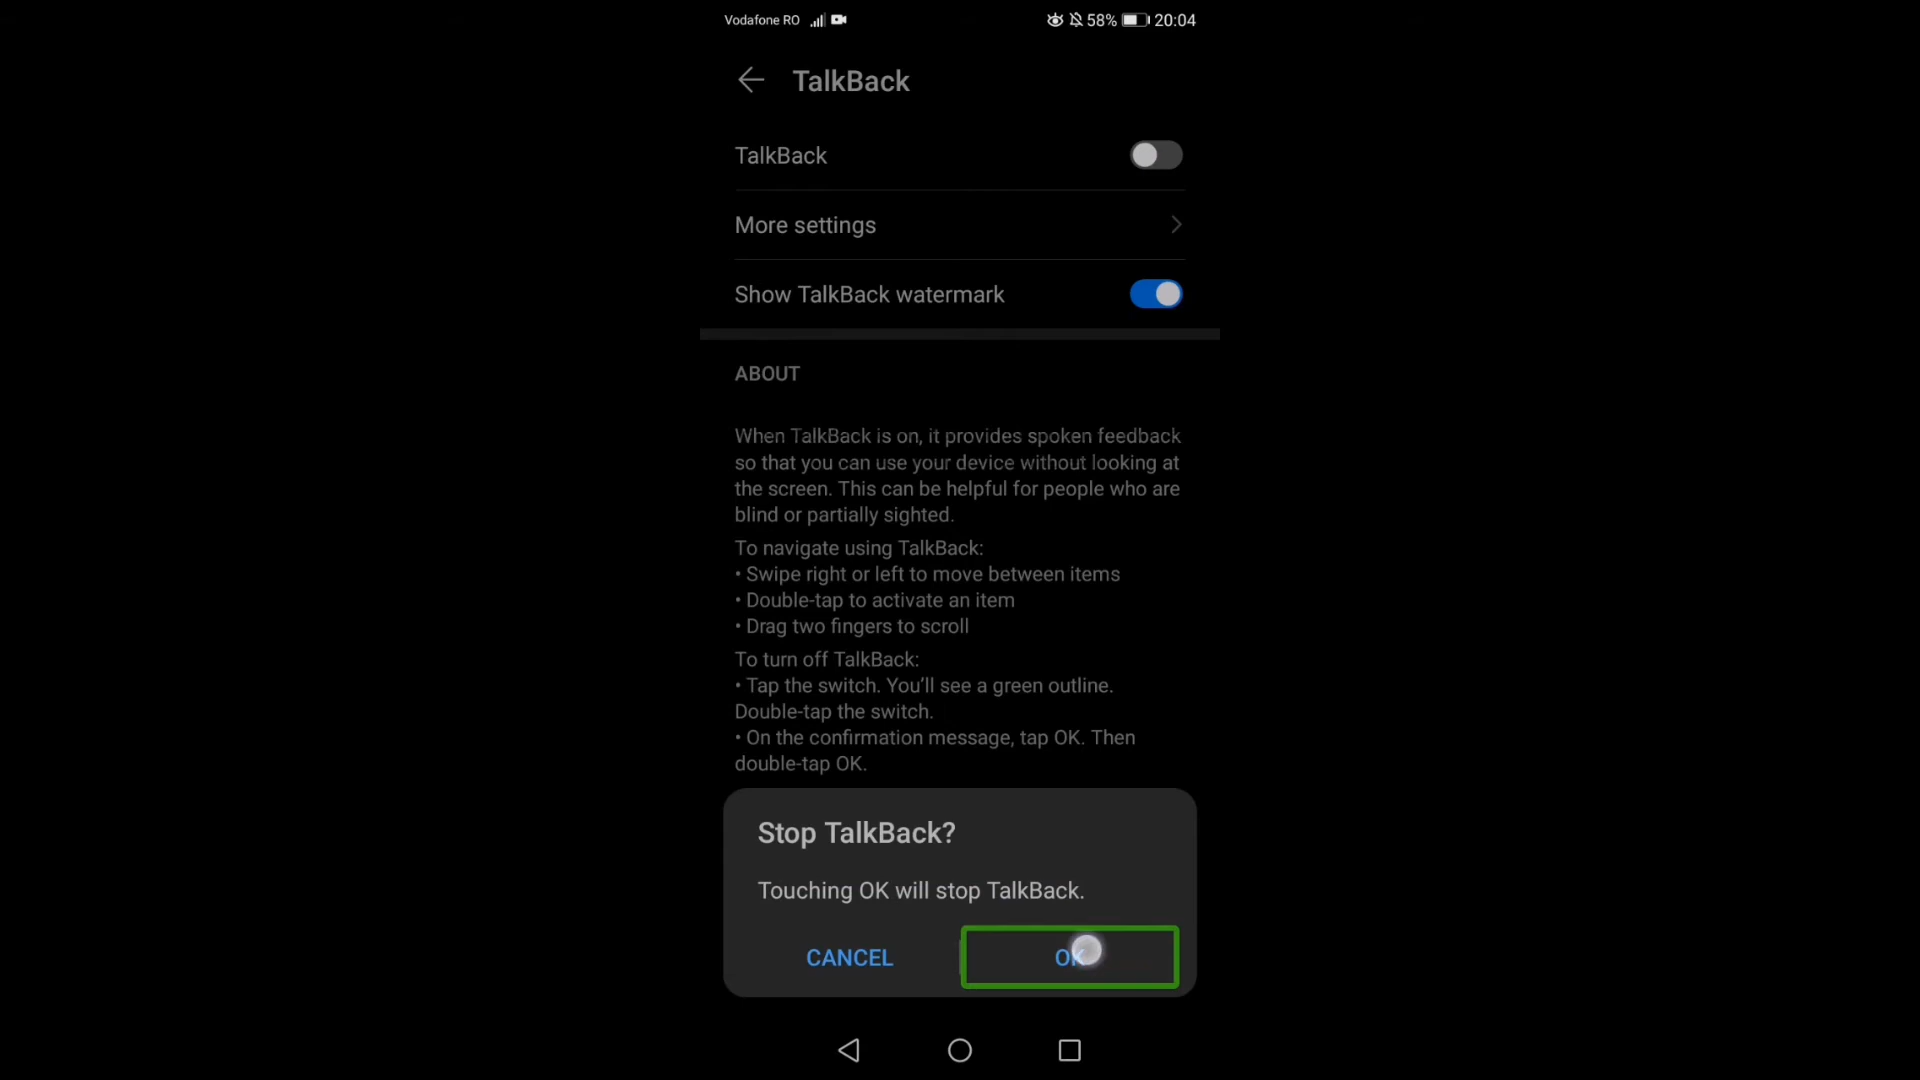 Vodafone RO 58% 20:04
TalkBack
TalkBack
More settings
Show TalkBack watermark
ABOUT
When TalkBack is on, it provides spoken feedback
so that you can use your device without looking at
the screen. This can be helpful for people who are
blind or partially sighted.
To navigate using TalkBack:
• Swipe right or left to move between items
• Double-tap to activate an item
• Drag two fingers to scroll
To turn off TalkBack:
• Tap the switch. You’ll see a green outline.
Double-tap the switch.
• On the confirmation message, tap OK. Then
double-tap OK.
Stop TalkBack?
Touching OK will stop TalkBack.
CANCEL OK